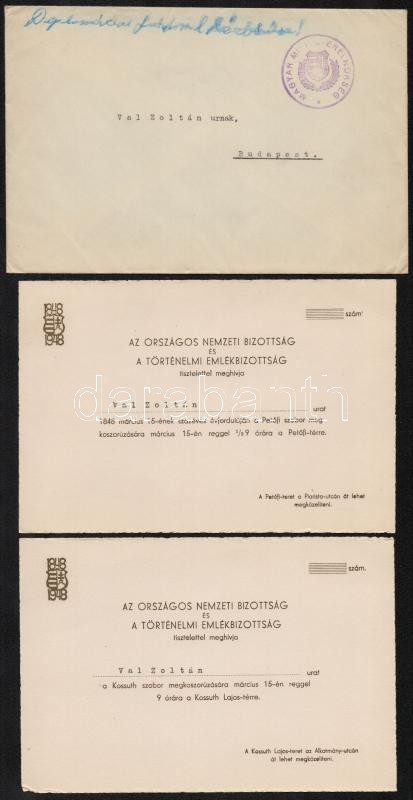 Diplomáciai futárral kézbesítve!
MAGYAR MINISZTERELNÖKSÉG
Val Zoltán urnak,
Budapest.
1848
1948
szám.
AZ ORSZÁGOS NEMZETI BIZOTTSÁG
ÉS
A TÖRTÉNELMI EMLÉKBIZOTTSÁG
tisztelettel meghívja
Val Zoltán urat
1848 március 15-ének százéves évfordulóján a Petőfi szobor meg
koszorúzására március 15-én reggel ½9 órára a Petőfi-térre.
A Petőfi-teret a Piarista-utcán át lehet
megközelíteni.
darabanth
1848
1948
szám.
AZ ORSZÁGOS NEMZETI BIZOTTSÁG
ÉS
A TÖRTÉNELMI EMLÉKBIZOTTSÁG
tisztelettel meghívja
Val Zoltán urat
a Kossuth szobor megkoszorúzására március 15-én reggel
9 órára a Kossuth Lajos-térre.
A Kossuth Lajos-teret az Alkotmány-utcán
át lehet megközelíteni.